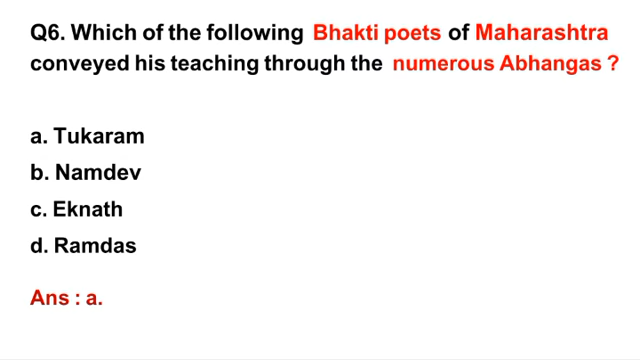 Q6. Which of the following Bhakti poets of Maharashtra
conveyed his teaching through the numerous Abhangas ?
a. Tukaram
b. Namdev
c. Eknath
d. Ramdas
Ans : a.